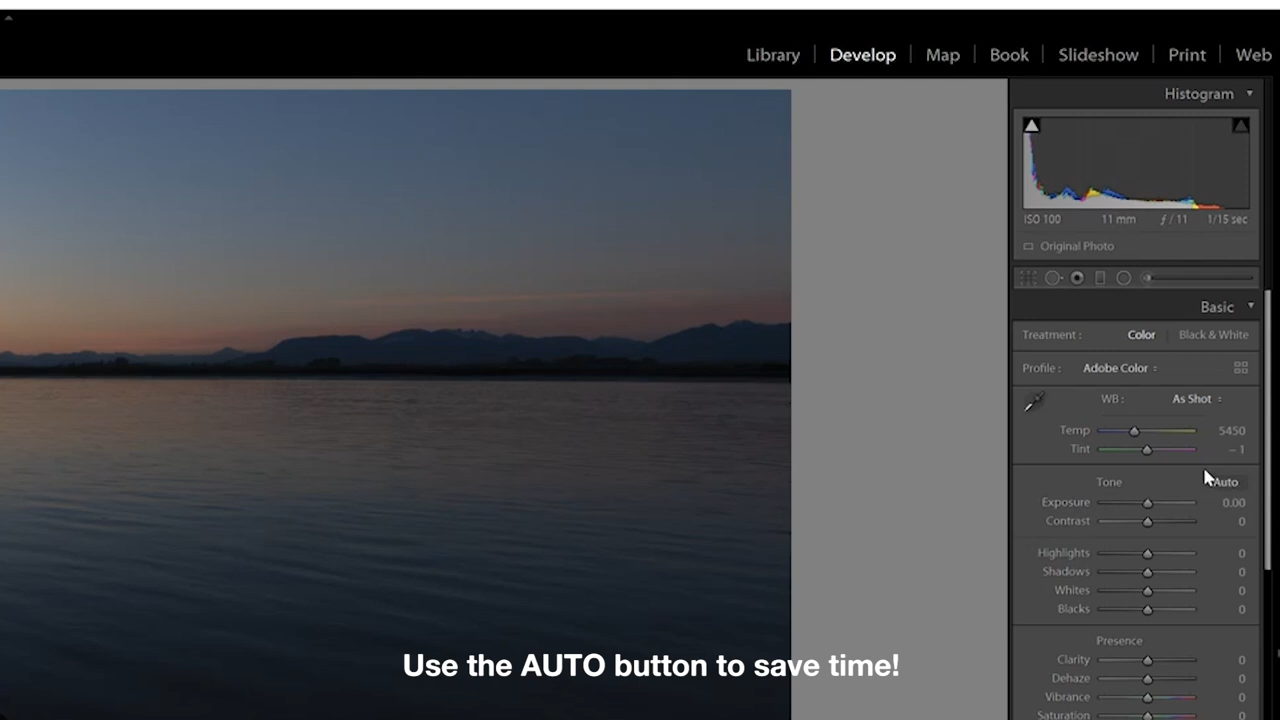 Library | Develop | Map | Book | Slideshow | Print | Web
Histogram
ISO 100 11 mm ƒ / 11 1/15 sec
Original Photo
Basic
Treatment : Color | Black & White
Profile : Adobe Color
WB : As Shot
Temp 5450
Tint – 1
Tone Auto
Exposure 0.00
Contrast 0
Highlights 0
Shadows 0
Whites 0
Blacks 0
Presence
Use the AUTO button to save time!
Clarity 0
Dehaze 0
Vibrance 0
Saturation 0